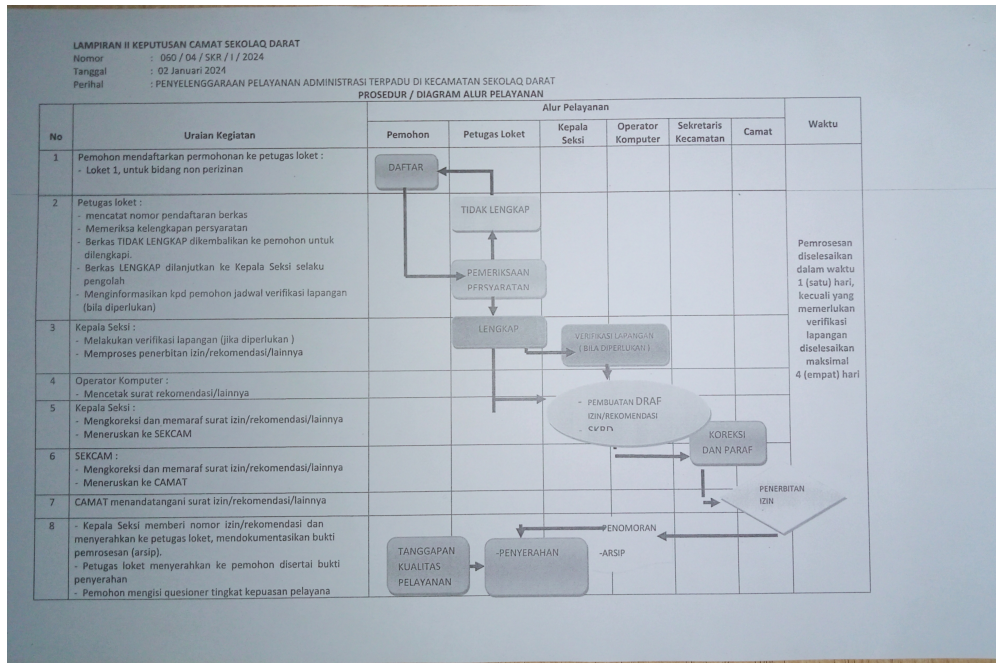 LAMPIRAN II KEPUTUSAN CAMAT SEKOLAQ DARAT
Nomor : 060 / 04 / SKR / I / 2024
Tanggal : 02 Januari 2024
Perihal : PENYELENGGARAAN PELAYANAN ADMINISTRASI TERPADU DI KECAMATAN SEKOLAQ DARAT
PROSEDUR / DIAGRAM ALUR PELAYANAN
No
Uraian Kegiatan
Alur Pelayanan
Pemohon
Petugas Loket
Kepala
Seksi
Operator
Komputer
Sekretaris
Kecamatan
Camat
Waktu
1
Pemohon mendaftarkan permohonan ke petugas loket :
- Loket 1, untuk bidang non perizinan
DAFTAR
2
Petugas loket :
- mencatat nomor pendaftaran berkas
- Memeriksa kelengkapan persyaratan
- Berkas TIDAK LENGKAP dikembalikan ke pemohon untuk
dilengkapi.
- Berkas LENGKAP dilanjutkan ke Kepala Seksi selaku
pengolah
- Menginformasikan kpd pemohon jadwal verifikasi lapangan
(bila diperlukan)
TIDAK LENGKAP
PEMERIKSAAN
PERSYARATAN
Pemrosesan
diselesaikan
dalam waktu
1 (satu) hari,
kecuali yang
memerlukan
verifikasi
lapangan
diselesaikan
maksimal
4 (empat) hari
3
Kepala Seksi :
- Melakukan verifikasi lapangan (jika diperlukan )
- Memproses penerbitan izin/rekomendasi/lainnya
LENGKAP
VERIFIKASI LAPANGAN
( BILA DIPERLUKAN )
4
Operator Komputer :
- Mencetak surat rekomendasi/lainnya
5
Kepala Seksi :
- Mengkoreksi dan memaraf surat izin/rekomendasi/lainnya
- Meneruskan ke SEKCAM
- PEMBUATAN DRAF
IZIN/REKOMENDASI
KOREKSI
DAN PARAF
6
SEKCAM :
- Mengkoreksi dan memaraf surat izin/rekomendasi/lainnya
- Meneruskan ke CAMAT
7
CAMAT menandatangani surat izin/rekomendasi/lainnya
PENERBITAN
IZIN
8
- Kepala Seksi memberi nomor izin/rekomendasi dan
menyerahkan ke petugas loket, mendokumentasikan bukti
pemrosesan (arsip).
- Petugas loket menyerahkan ke pemohon disertai bukti
penyerahan
- Pemohon mengisi quesioner tingkat kepuasan pelayana
TANGGAPAN
KUALITAS
PELAYANAN
-PENYERAHAN
PENOMORAN
-ARSIP